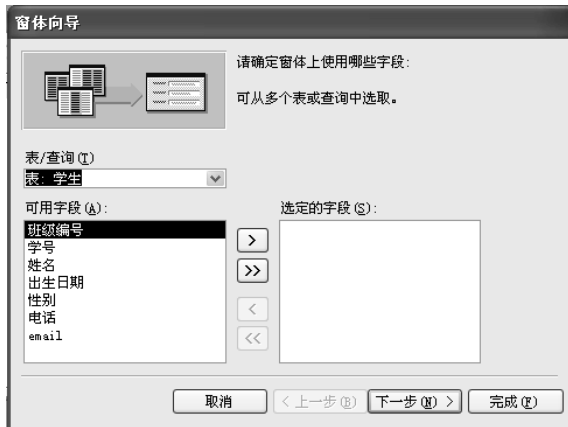 窗体向导
请确定窗体上使用哪些字段:
可从多个表或查询中选取。
表/查询(T)
表: 学生
可用字段(A):
选定的字段(S):
班级编号
学号
姓名
出生日期
性别
电话
email
>
>>
<
<<
取消
< 上一步(B)
下一步(N) >
完成(F)